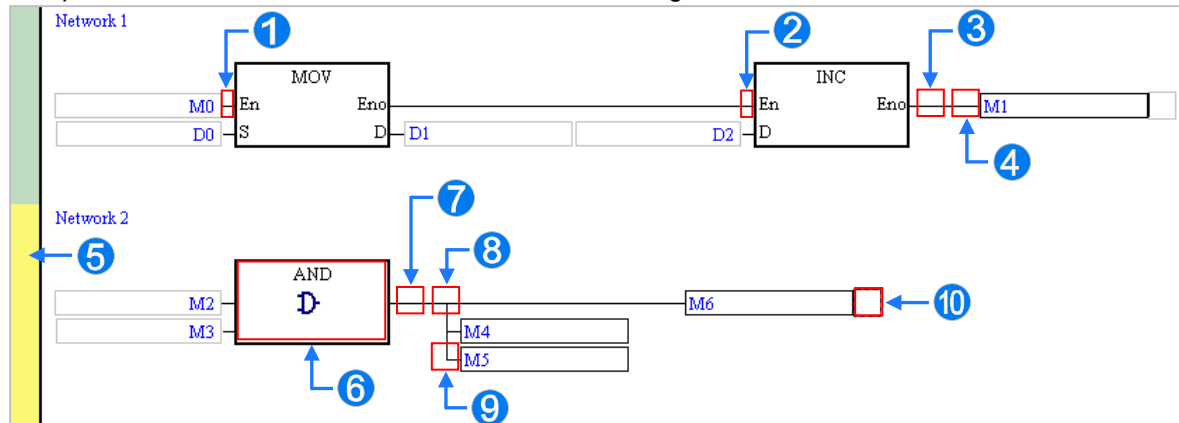 Network 1
1 2 3
MOV INC
M0 En Eno En Eno M1
D0 S D D1 D2 D
4
Network 2
7
5 8
AND
M2 M6 10
M3 M4
M5
6 9